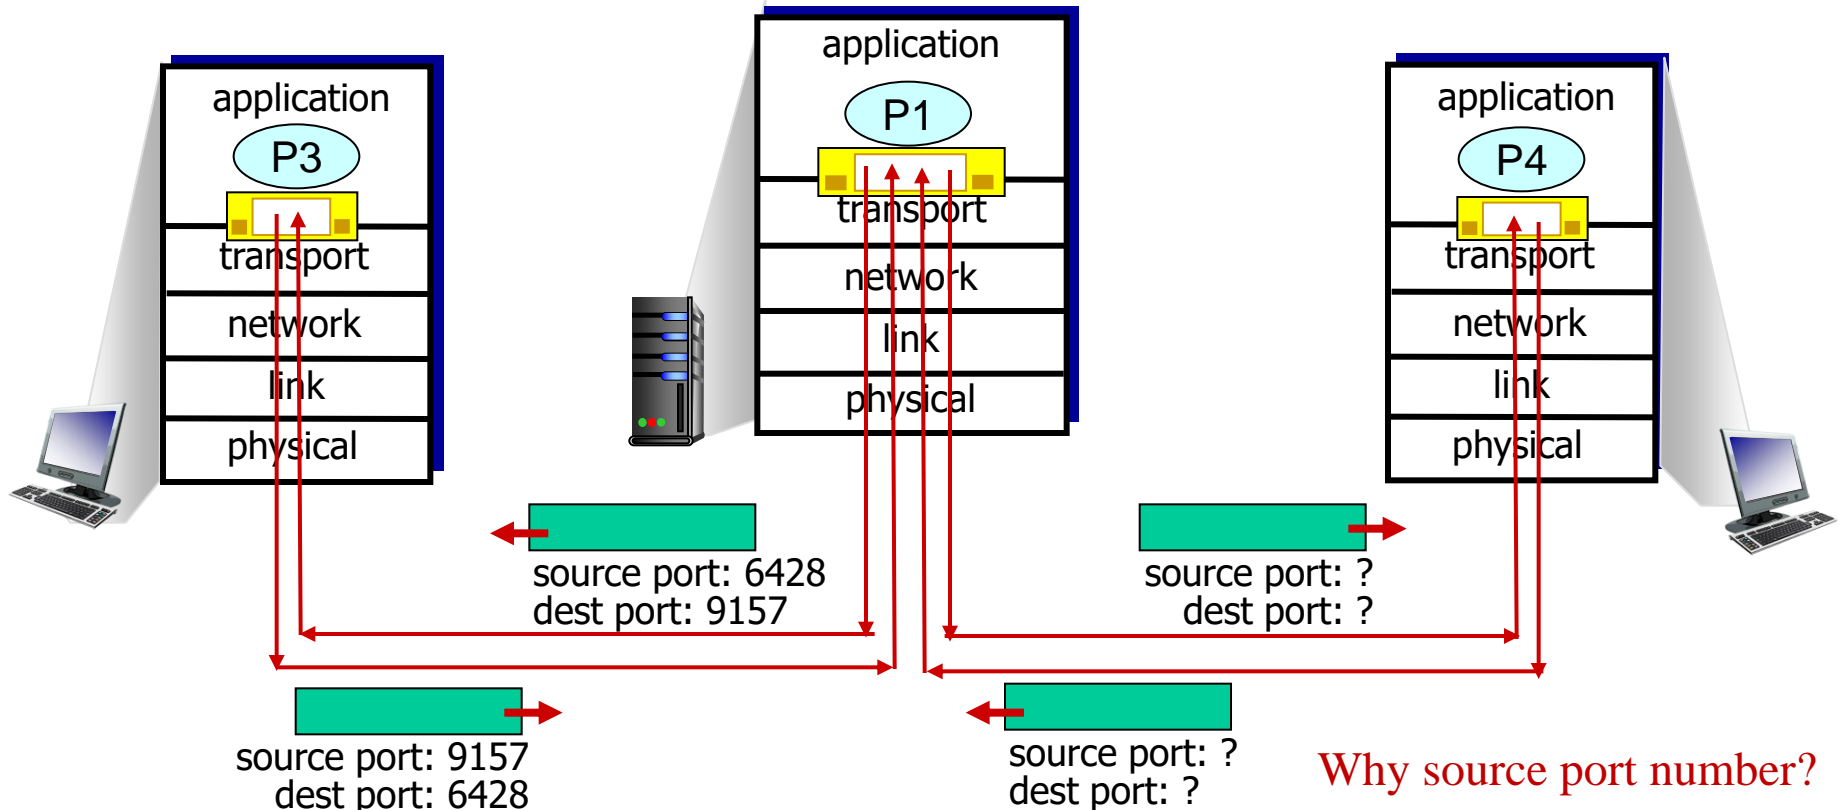 application
P3
transport
network
link
physical
application
P1
transport
network
link
physical
application
P4
transport
network
link
physical
source port: 6428
dest port: 9157
source port: ?
dest port: ?
source port: 9157
dest port: 6428
source port: ?
dest port: ?
Why source port number?